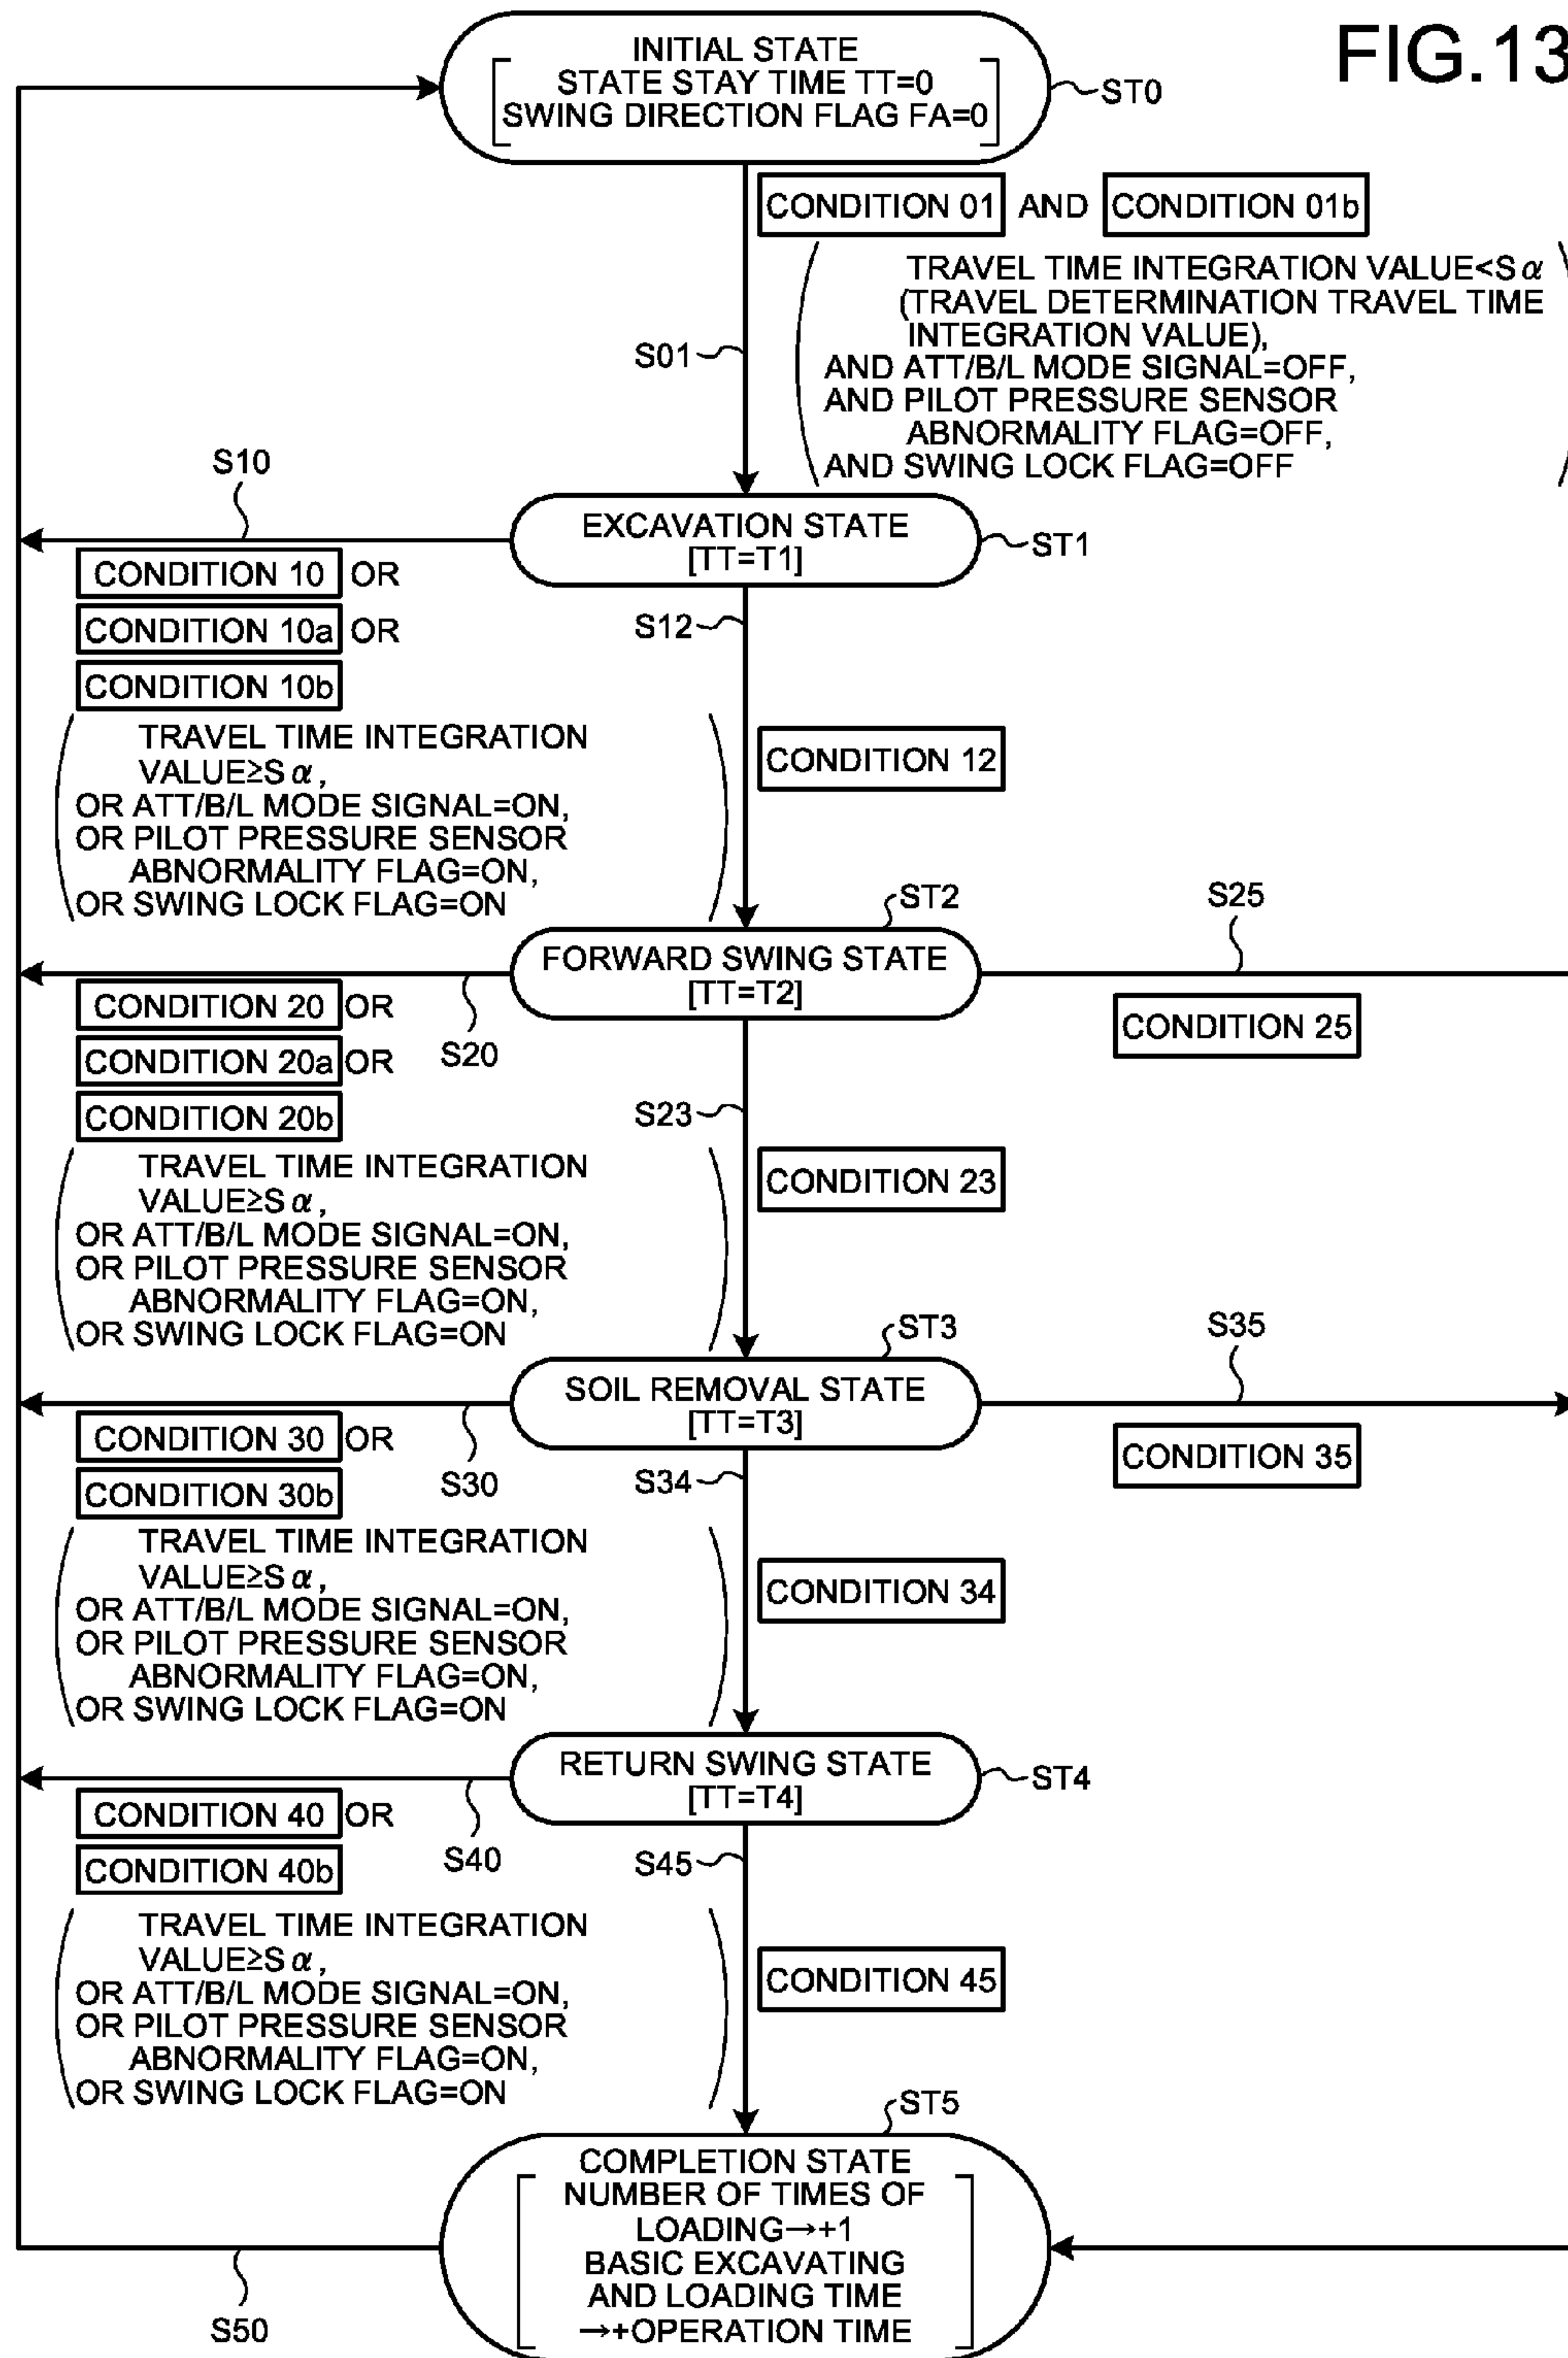 FIG.13
INITIAL STATE
STATE STAY TIME TT=0
SWING DIRECTION FLAG FA=0
ST0
CONDITION 01 AND CONDITION 01b
TRAVEL TIME INTEGRATION VALUE<Sα
(TRAVEL DETERMINATION TRAVEL TIME
INTEGRATION VALUE),
AND ATT/B/L MODE SIGNAL=OFF,
AND PILOT PRESSURE SENSOR
ABNORMALITY FLAG=OFF,
AND SWING LOCK FLAG=OFF
S01
S10
EXCAVATION STATE
[TT=T1]
ST1
CONDITION 10 OR
CONDITION 10a OR
CONDITION 10b
TRAVEL TIME INTEGRATION
VALUE≥Sα,
OR ATT/B/L MODE SIGNAL=ON,
OR PILOT PRESSURE SENSOR
ABNORMALITY FLAG=ON,
OR SWING LOCK FLAG=ON
S12
CONDITION 12
ST2
S25
FORWARD SWING STATE
[TT=T2]
CONDITION 25
CONDITION 20 OR
CONDITION 20a OR
CONDITION 20b
S20
TRAVEL TIME INTEGRATION
VALUE≥Sα,
OR ATT/B/L MODE SIGNAL=ON,
OR PILOT PRESSURE SENSOR
ABNORMALITY FLAG=ON,
OR SWING LOCK FLAG=ON
S23
CONDITION 23
ST3
S35
SOIL REMOVAL STATE
[TT=T3]
CONDITION 35
CONDITION 30 OR
CONDITION 30b
S30
TRAVEL TIME INTEGRATION
VALUE≥Sα,
OR ATT/B/L MODE SIGNAL=ON,
OR PILOT PRESSURE SENSOR
ABNORMALITY FLAG=ON,
OR SWING LOCK FLAG=ON
S34
CONDITION 34
RETURN SWING STATE
[TT=T4]
ST4
CONDITION 40 OR
CONDITION 40b
S40
TRAVEL TIME INTEGRATION
VALUE≥Sα,
OR ATT/B/L MODE SIGNAL=ON,
OR PILOT PRESSURE SENSOR
ABNORMALITY FLAG=ON,
OR SWING LOCK FLAG=ON
S45
CONDITION 45
ST5
COMPLETION STATE
NUMBER OF TIMES OF
LOADING→+1
BASIC EXCAVATING
AND LOADING TIME
→+OPERATION TIME
S50